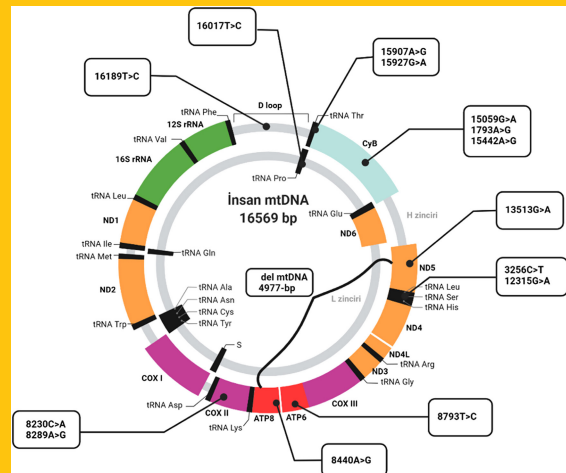 16017T>C
16189T>C
15907A>G
15927G>A
D loop
tRNA Thr
tRNA Phe
12S rRNA
tRNA Val
16S rRNA
CyB
15059G>A
1793A>G
15442A>G
tRNA Pro
İnsan mtDNA
16569 bp
tRNA Leu
ND1
tRNA Glu
ND6
H zinciri
13513G>A
tRNA Ile
tRNA Met
tRNA Gln
ND2
del mtDNA
4977-bp
L zinciri
ND5
3256C>T
12315G>A
tRNA Leu
tRNA Ser
tRNA His
ND4
tRNA Ala
tRNA Asn
tRNA Cys
tRNA Tyr
tRNA Trp
S
ND4L
tRNA Arg
ND3
tRNA Gly
COX I
tRNA Asp
COX II
tRNA Lys
ATP8
ATP6
COX III
8230C>A
8289A>G
8793T>C
8440A>G